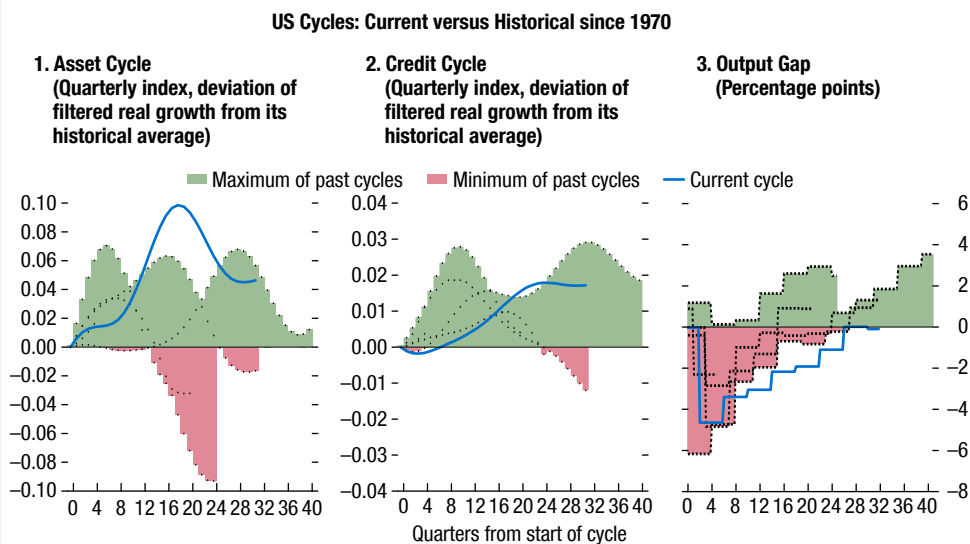 US Cycles: Current versus Historical since 1970
1. Asset Cycle
(Quarterly index, deviation of
filtered real growth from its
historical average)
2. Credit Cycle
(Quarterly index, deviation of
filtered real growth from its
historical average)
3. Output Gap
(Percentage points)
Maximum of past cycles
Minimum of past cycles
Current cycle
0.10
0.08
0.06
0.04
0.02
0.00
–0.02
–0.04
–0.06
–0.08
–0.10
0 4 8 12 16 20 24 28 32 36 40
0.04
0.03
0.02
0.01
0.00
–0.01
–0.02
–0.03
–0.04
0 4 8 12 16 20 24 28 32 36 40
6
4
2
0
–2
–4
–6
–8
0 4 8 12 16 20 24 28 32 36 40
Quarters from start of cycle